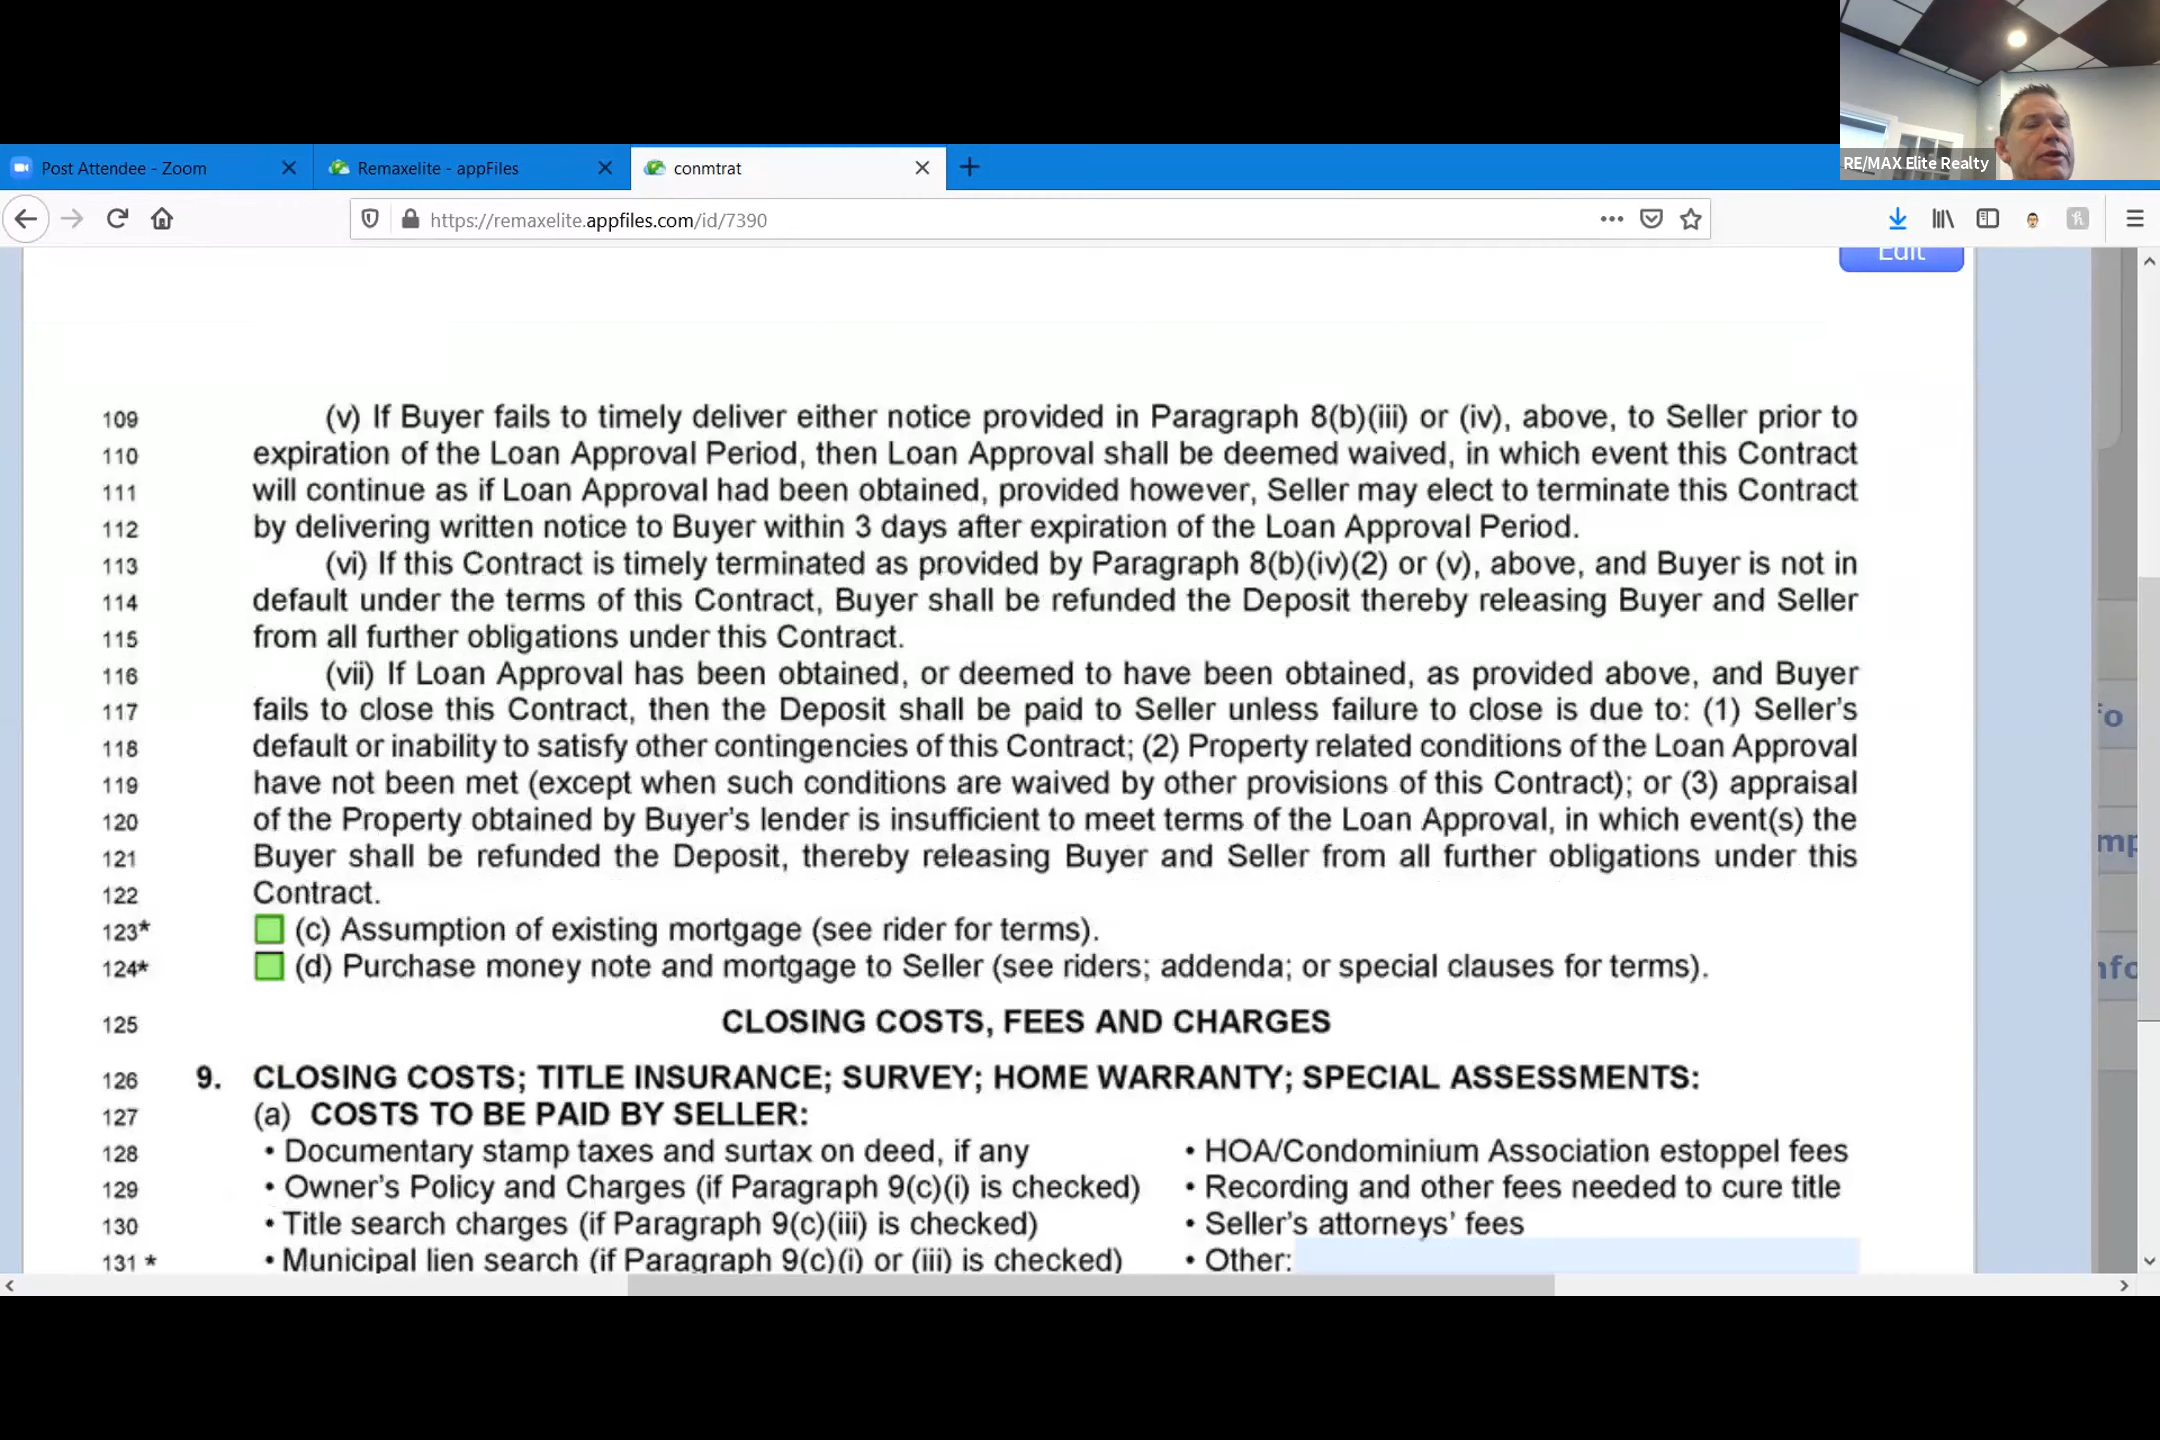 RE/MAX Elite Realty
Post Attendee - Zoom
Remaxelite - appFiles
conmtrat
https://remaxelite.appfiles.com/id/7390
Edit
109 (v) If Buyer fails to timely deliver either notice provided in Paragraph 8(b)(iii) or (iv), above, to Seller prior to
110 expiration of the Loan Approval Period, then Loan Approval shall be deemed waived, in which event this Contract
111 will continue as if Loan Approval had been obtained, provided however, Seller may elect to terminate this Contract
112 by delivering written notice to Buyer within 3 days after expiration of the Loan Approval Period.
113 (vi) If this Contract is timely terminated as provided by Paragraph 8(b)(iv)(2) or (v), above, and Buyer is not in
114 default under the terms of this Contract, Buyer shall be refunded the Deposit thereby releasing Buyer and Seller
115 from all further obligations under this Contract.
116 (vii) If Loan Approval has been obtained, or deemed to have been obtained, as provided above, and Buyer
117 fails to close this Contract, then the Deposit shall be paid to Seller unless failure to close is due to: (1) Seller's
118 default or inability to satisfy other contingencies of this Contract; (2) Property related conditions of the Loan Approval
119 have not been met (except when such conditions are waived by other provisions of this Contract); or (3) appraisal
120 of the Property obtained by Buyer's lender is insufficient to meet terms of the Loan Approval, in which event(s) the
121 Buyer shall be refunded the Deposit, thereby releasing Buyer and Seller from all further obligations under this
122 Contract.
123* (c) Assumption of existing mortgage (see rider for terms).
124* (d) Purchase money note and mortgage to Seller (see riders; addenda; or special clauses for terms).
125 CLOSING COSTS, FEES AND CHARGES
126 9. CLOSING COSTS; TITLE INSURANCE; SURVEY; HOME WARRANTY; SPECIAL ASSESSMENTS:
127 (a) COSTS TO BE PAID BY SELLER:
128 • Documentary stamp taxes and surtax on deed, if any • HOA/Condominium Association estoppel fees
129 • Owner's Policy and Charges (if Paragraph 9(c)(i) is checked) • Recording and other fees needed to cure title
130 • Title search charges (if Paragraph 9(c)(iii) is checked) • Seller's attorneys' fees
131 * • Municipal lien search (if Paragraph 9(c)(i) or (iii) is checked) • Other: